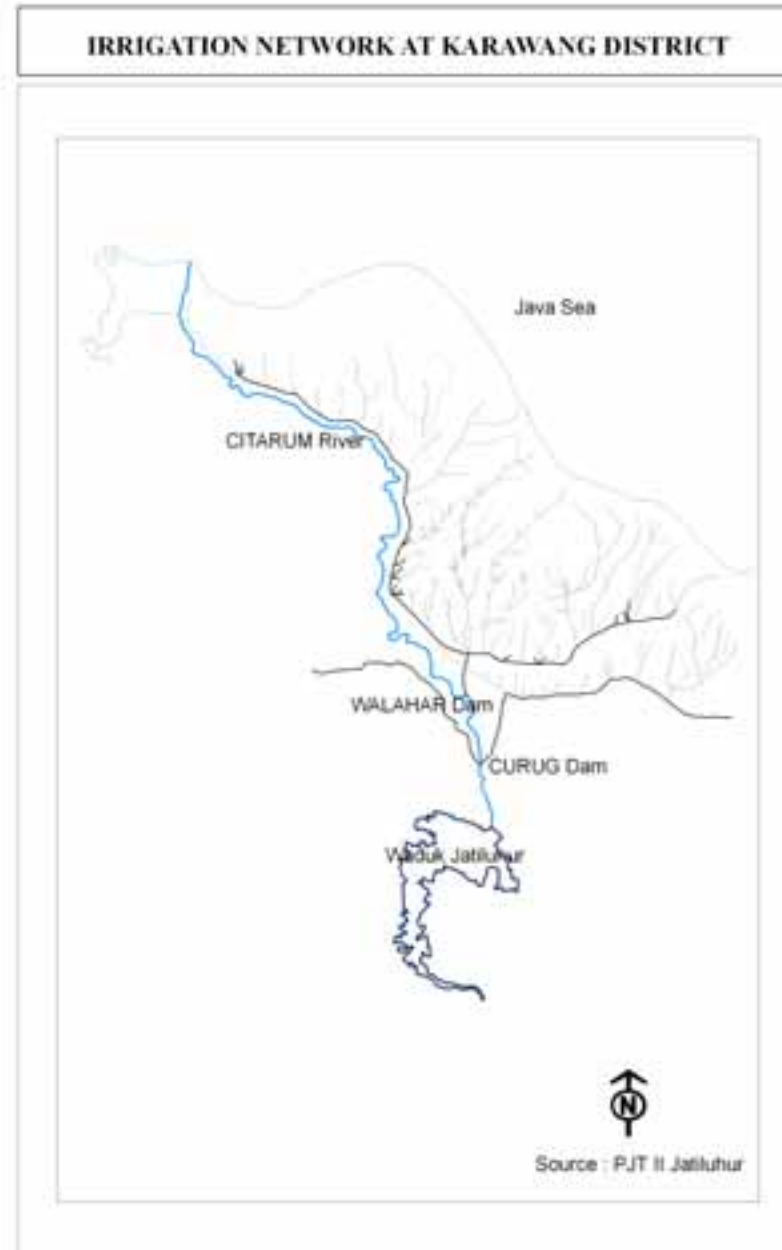 IRRIGATION NETWORK AT KARAWANG DISTRICT
Java Sea
CITARUM River
WALAHAR Dam
CURUG Dam
Waduk Jatiluhur
N
Source : PJT II Jatiluhur